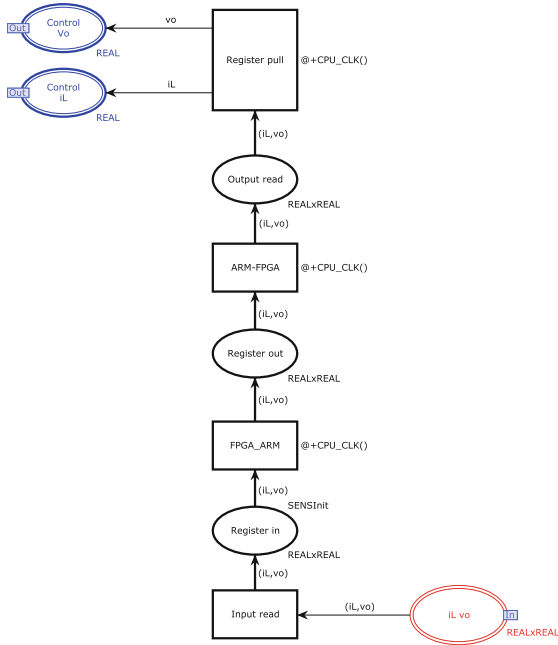 Control
Vo
Out
REAL
vo
Register pull
@+CPU_CLK()
Control
iL
Out
REAL
iL
(iL,vo)
Output read
REALxREAL
(iL,vo)
ARM-FPGA
@+CPU_CLK()
(iL,vo)
Register out
REALxREAL
(iL,vo)
FPGA_ARM
@+CPU_CLK()
(iL,vo)
SENSInit
Register in
REALxREAL
(iL,vo)
Input read
(iL,vo)
iL vo
In
REALxREAL